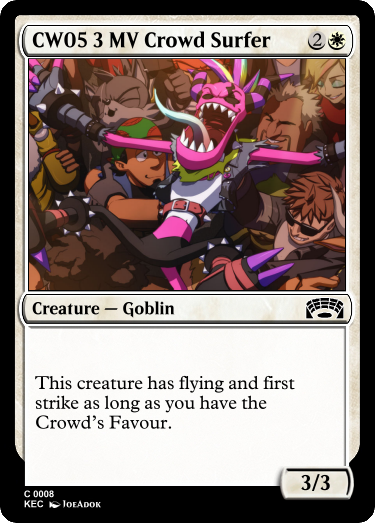 CW05 3 MV Crowd Surfer 2
Creature — Goblin
This creature has flying and first
strike as long as you have the
Crowd's Favour.
3/3
C 0008
KEC JoeAdok